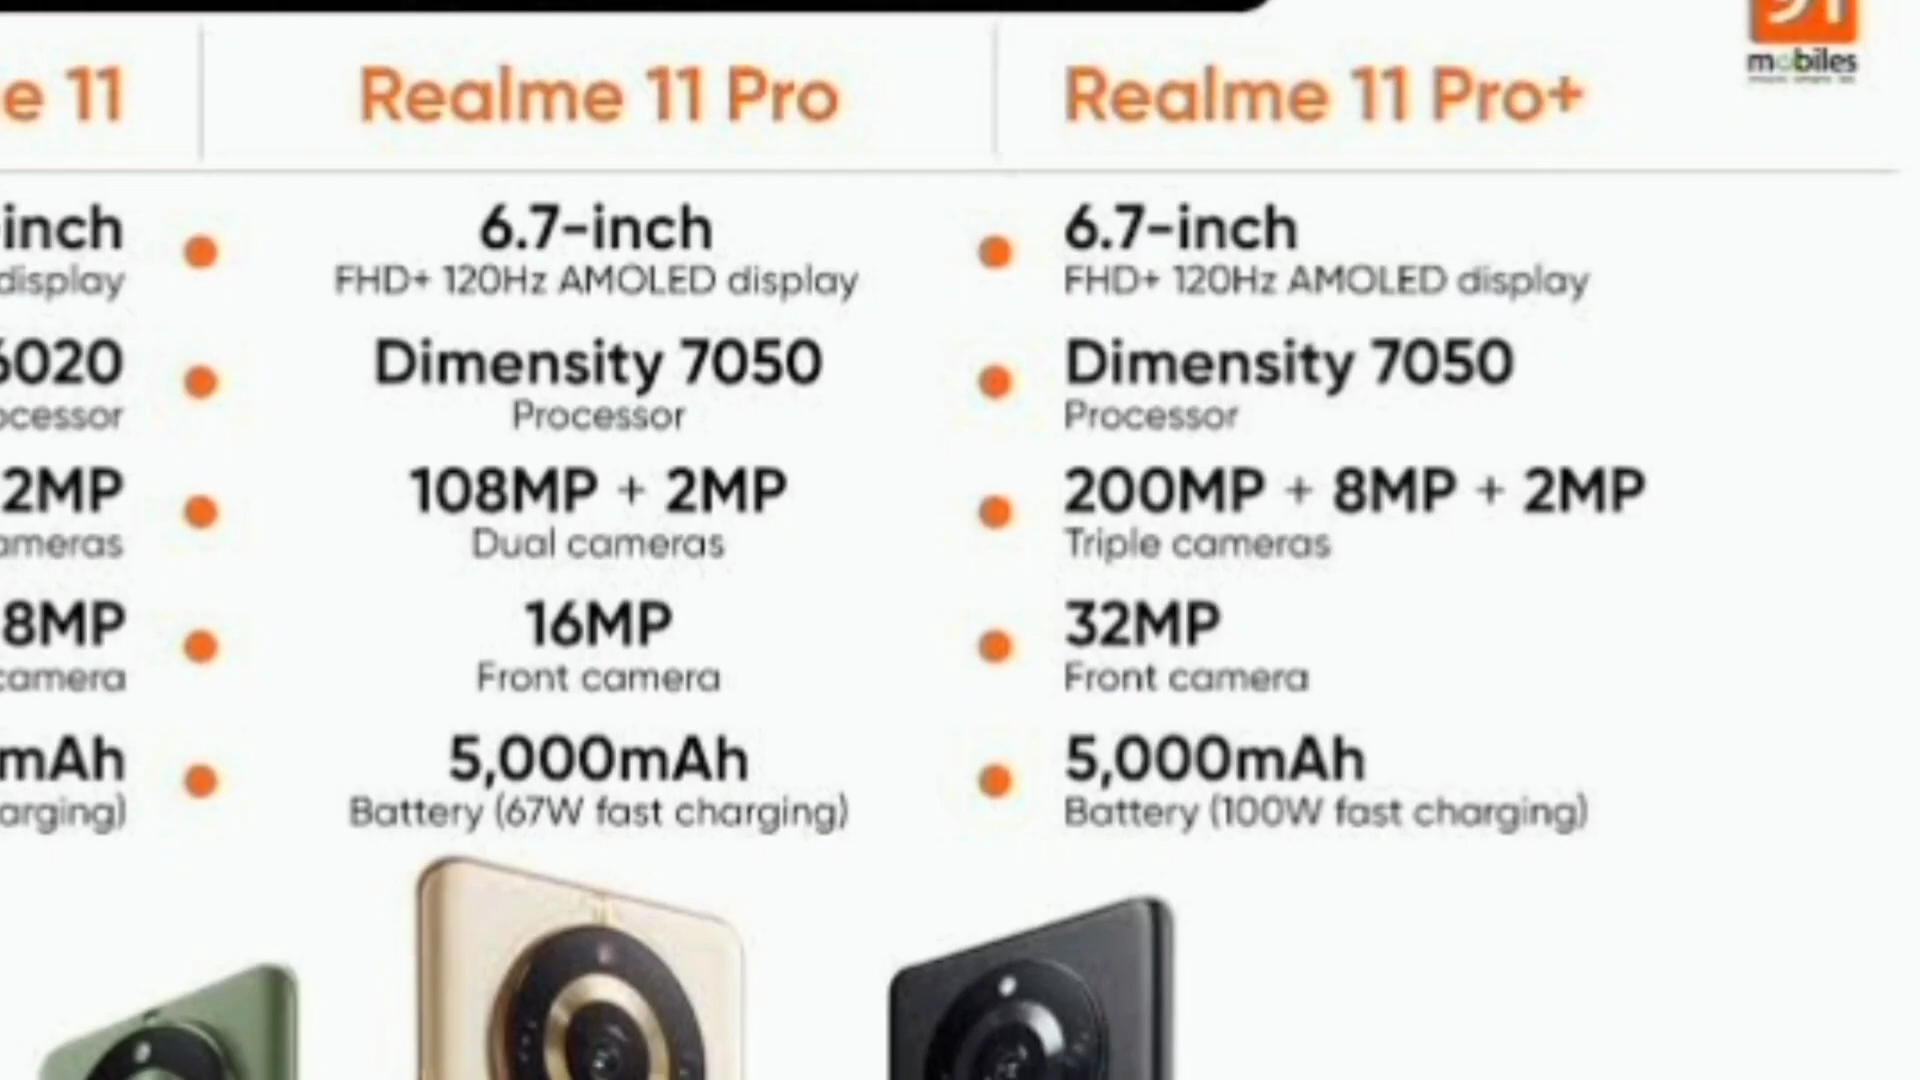 91
mobiles
e 11
Realme 11 Pro
Realme 11 Pro+
inch
display
6.7-inch
FHD+ 120Hz AMOLED display
6.7-inch
FHD+ 120Hz AMOLED display
6020
ocessor
Dimensity 7050
Processor
Dimensity 7050
Processor
2MP
ameras
108MP + 2MP
Dual cameras
200MP + 8MP + 2MP
Triple cameras
8MP
camera
16MP
Front camera
32MP
Front camera
mAh
arging)
5,000mAh
Battery (67W fast charging)
5,000mAh
Battery (100W fast charging)